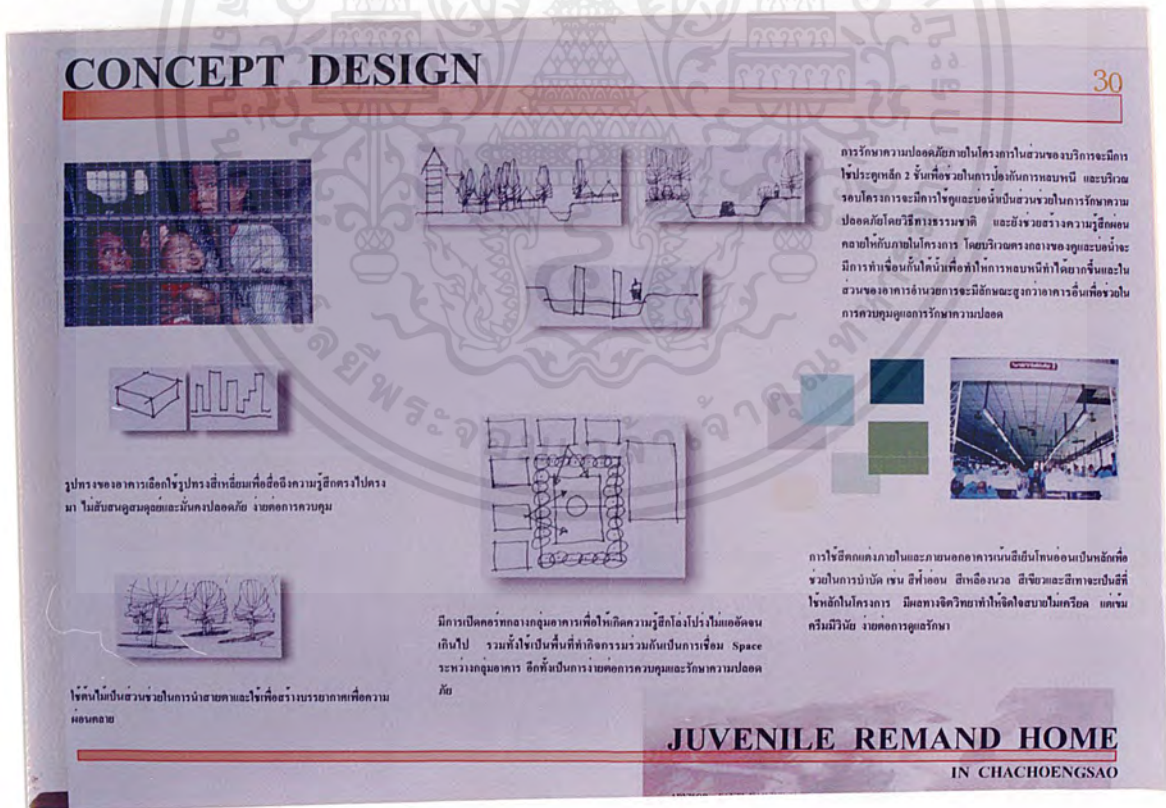 CONCEPT DESIGN
30
การรักษาความปลอดภัยภายในโครงการในส่วนของบริการจะมีการ
ใช้ประตูเหล็ก 2 ชั้นเพื่อช่วยในการป้องกันการหลบหนี และบริเวณ
รอบโครงการจะมีการใช้คูและบ่อน้ำเป็นส่วนช่วยในการรักษาความ
ปลอดภัยโดยวิธีทางธรรมชาติ และยังช่วยสร้างความรู้สึกผ่อน
คลายให้กับภายในโครงการ โดยบริเวณตรงกลางของคูและบ่อน้ำจะ
มีการทำเขื่อนกั้นใต้น้ำเพื่อทำให้การหลบหนีทำได้ยากขึ้นและใน
ส่วนของอาคารอำนวยการจะมีลักษณะสูงกว่าอาคารอื่นเพื่อช่วยใน
การควบคุมดูแลการรักษาความปลอด
รูปทรงของอาคารเลือกใช้รูปทรงสี่เหลี่ยมเพื่อสื่อถึงความรู้สึกตรงไปตรง
มา ไม่สับสนดูสมดุลย์และมั่นคงปลอดภัย ง่ายต่อการควบคุม
มีการเปิดคอร์ทกลางกลุ่มอาคารเพื่อให้เกิดความรู้สึกโล่งโปร่งไม่แออัดจน
เกินไป รวมทั้งใช้เป็นพื้นที่ทำกิจกรรมร่วมกันเป็นการเชื่อม Space
ระหว่างกลุ่มอาคาร อีกทั้งเป็นการง่ายต่อการควบคุมและรักษาความปลอด
ภัย
การใช้สีตกแต่งภายในและภายนอกอาคารเน้นสีเย็นโทนอ่อนเป็นหลักเพื่อ
ช่วยในการบำบัด เช่น สีฟ้าอ่อน สีเหลืองนวล สีเขียวและสีเทาจะเป็นสีที่
ใช้หลักในโครงการ มีผลทางจิตวิทยาทำให้จิตใจสบายไม่เครียด แต่เข้ม
ครึมมีวินัย ง่ายต่อการดูแลรักษา
ใช้ต้นไม้เป็นส่วนช่วยในการนำสายตาและใช้เพื่อสร้างบรรยากาศเพื่อความ
ผ่อนคลาย
JUVENILE REMAND HOME
IN CHACHOENGSAO